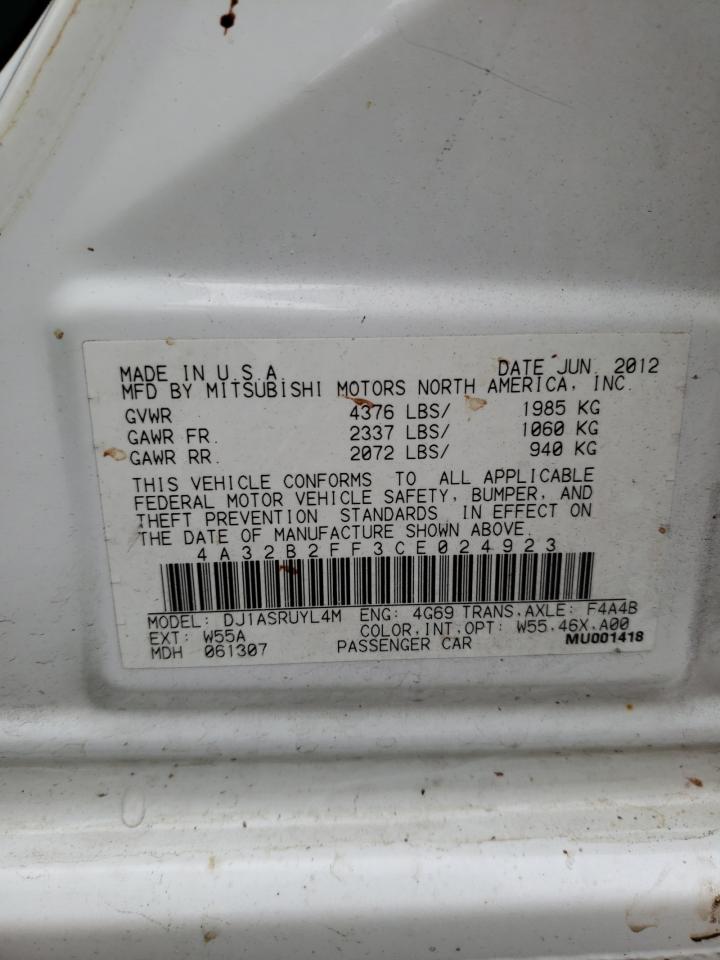 MADE IN U.S.A. DATE JUN. 2012
MFD BY MITSUBISHI MOTORS NORTH AMERICA, INC.
GVWR 4376 LBS/ 1985 KG
GAWR FR. 2337 LBS/ 1060 KG
GAWR RR. 2072 LBS/ 940 KG
THIS VEHICLE CONFORMS TO ALL APPLICABLE
FEDERAL MOTOR VEHICLE SAFETY, BUMPER, AND
THEFT PREVENTION STANDARDS IN EFFECT ON
THE DATE OF MANUFACTURE SHOWN ABOVE.
4A32B2FF3CE024923
MODEL: DJ1ASRUYL4M ENG: 4G69 TRANS.AXLE: F4A4B
EXT: W55A COLOR.INT.OPT: W55.46X.A00
MDH 061307 PASSENGER CAR MU001418